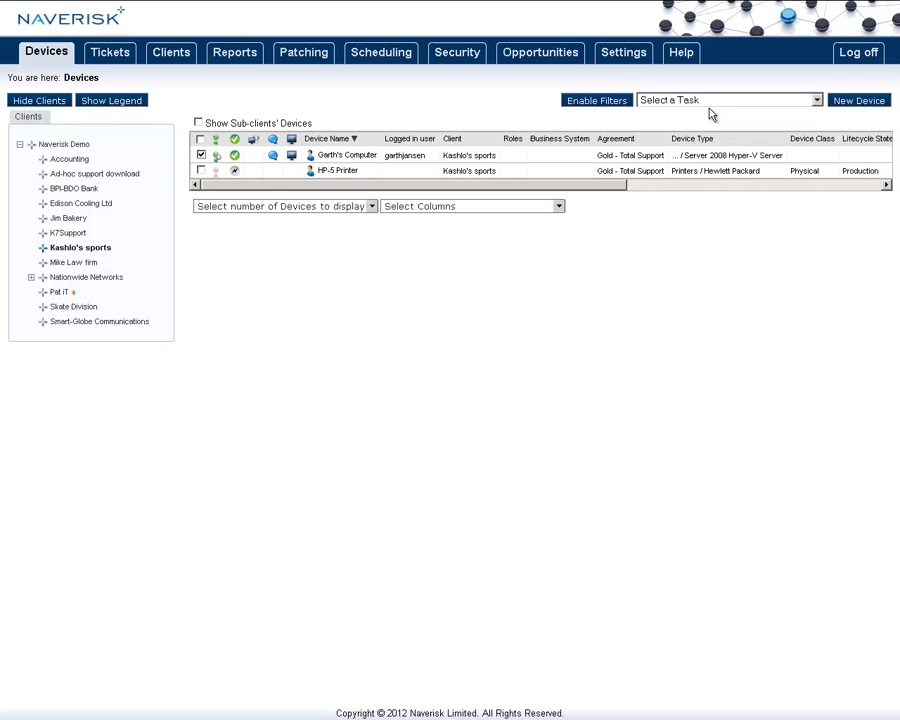 NAVERISK
Devices Tickets Clients Reports Patching Scheduling Security Opportunities Settings Help Log off
You are here: Devices
Hide Clients Show Legend Enable Filters Select a Task New Device
Clients
Show Sub-clients' Devices
Device Name Logged in user Client Roles Business System Agreement Device Type Device Class Lifecycle State
Garth's Computer garthjansen Kashlo's sports Gold - Total Support ... / Server 2008 Hyper-V Server
HP-5 Printer Kashlo's sports Gold - Total Support Printers / Hewlett Packard Physical Production
Select number of Devices to display Select Columns
Naverisk Demo
Accounting
Ad-hoc support download
BPI-BDO Bank
Edison Cooling Ltd
Jim Bakery
K7Support
Kashlo's sports
Mike Law firm
Nationwide Networks
Pat iT
Skate Division
Smart-Globe Communications
Copyright © 2012 Naverisk Limited. All Rights Reserved.